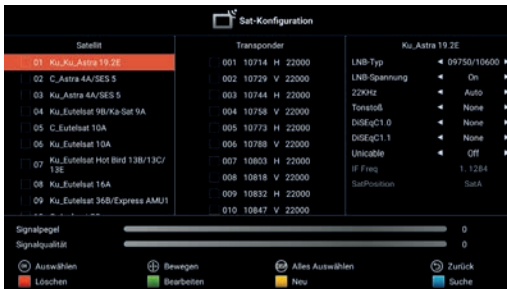 Sat-Konfiguration
Satellit
01 Ku_Ku_Astra 19.2E
02 C_Astra 4A/SES 5
03 Ku_Astra 4A/SES 5
04 Ku_Eutelsat 9B/Ka-Sat 9A
05 C_Eutelsat 10A
06 Ku_Eutelsat 10A
07 Ku_Eutelsat Hot Bird 13B/13C/
13E
08 Ku_Eutelsat 16A
09 Ku_Eutelsat 36B/Express AMU1
Transponder
001 10714 H 22000
002 10729 V 22000
003 10744 H 22000
004 10758 V 22000
005 10773 H 22000
006 10788 V 22000
007 10803 H 22000
008 10818 V 22000
009 10832 H 22000
010 10847 V 22000
Ku_Astra 19.2E
LNB-Typ 09750/10600
LNB-Spannung On
22KHz Auto
Tonstoß None
DiSEqC1.0 None
DiSEqC1.1 None
Unicable Off
IF Freq 1. 1284
SatPosition SatA
Signalpegel 0
Signalqualität 0
Auswählen Bewegen Alles Auswählen Zurück
Löschen Bearbeiten Neu Suche